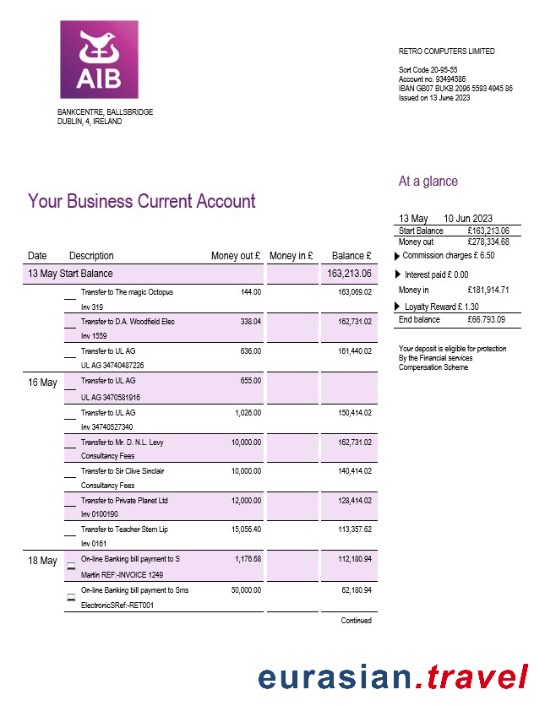 AIB
BANKCENTRE, BALLSBRIDGE
DUBLIN, 4, IRELAND
RETRO COMPUTERS LIMITED
Sort Code 20-95-55
Account no. 93494586
IBAN GB07 BUKB 2096 5593 4945 86
Issued on 13 June 2023
Your Business Current Account
At a glance
13 May 10 Jun 2023
Start Balance £163,213.06
Money out £278,334.68
Commission charges £ 6.50
Interest paid £ 0.00
Money in £181,914.71
Loyalty Reward £ 1.30
End balance £66.793.09
Your deposit is eligible for protection
By the Financial services
Compensation Scheme
Date Description Money out £ Money in £ Balance £
13 May Start Balance 163,213.06
Transfer to The magic Octopus 144.00 163,069.02
Inv 319
Transfer to D.A. Woodfield Elec 338.04 162,731.02
Inv 1559
Transfer to UL AG 636.00 161,440.02
UL AG 34740487226
16 May Transfer to UL AG 655.00
UL AG 3470581916
Transfer to UL AG 1,026.00 150,414.02
Inv 34740527340
Transfer to Mr. D. N.L. Levy 10,000.00 162,731.02
Consultancy Fees
Transfer to Sir Clive Sinclair 10,000.00 140,414.02
Consultancy Fees
Transfer to Private Planet Ltd 12,000.00 128,414.02
Inv 0100190
Transfer to Teacher Stern Lip 15,056.40 113,357.62
Inv 0161
18 May On-line Banking bill payment to S 1,176.68 112,180.94
Martin REF:-INVOICE 1249
On-line Banking bill payment to Sms 50,000.00 62,180.94
ElectronicSRef:-RET001
Continued
eurasian.travel